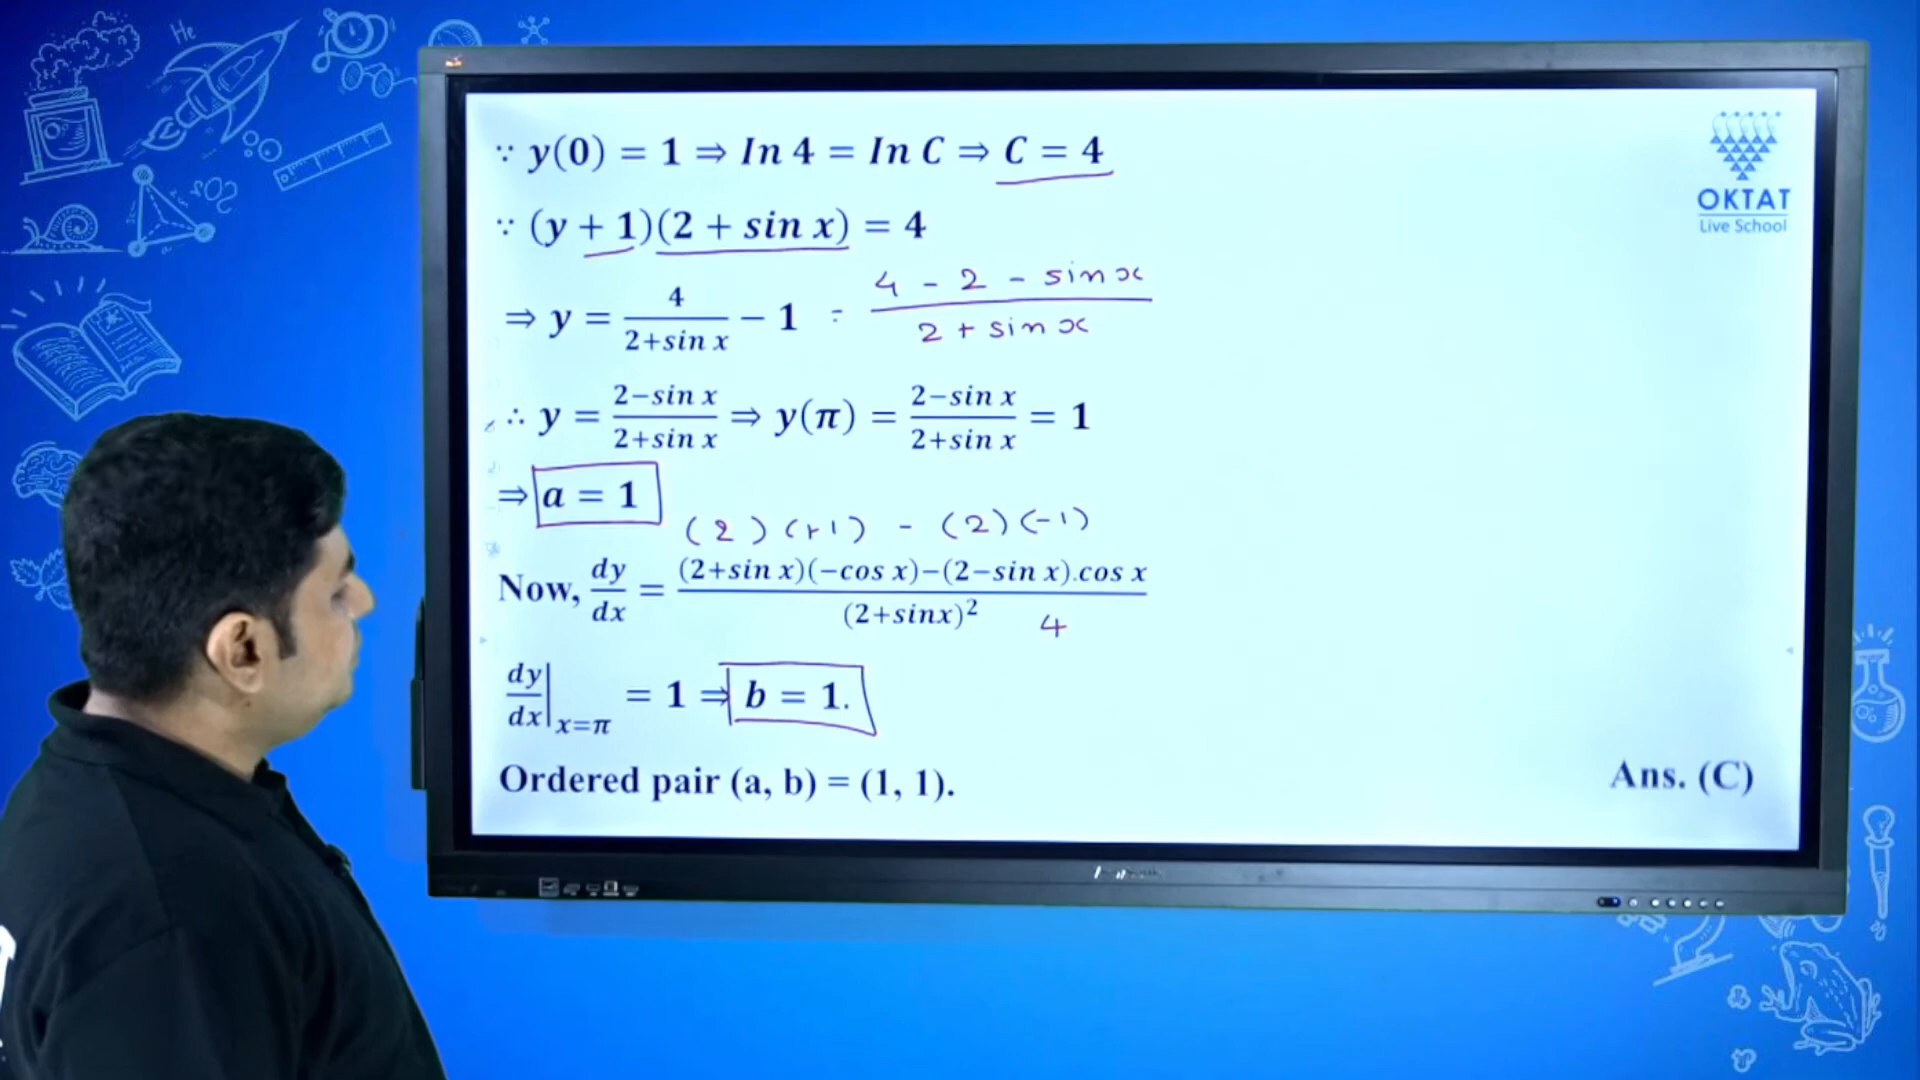 ∵ y(0) = 1 ⇒ In 4 = In C ⇒ C = 4
∵ (y + 1)(2 + sin x) = 4
⇒ y = 4/(2+sin x) − 1 = (4 - 2 - sin x)/(2 + sin x)
∴ y = (2−sin x)/(2+sin x) ⇒ y(π) = (2−sin x)/(2+sin x) = 1
⇒ a = 1
(2) (+1) - (2) (-1)
Now, dy/dx = ((2+sin x)(−cos x)−(2−sin x).cos x)/(2+sinx)² 4
dy/dx|x=π = 1 ⇒ b = 1.
Ordered pair (a, b) = (1, 1).
Ans. (C)
OKTAT
Live School
He